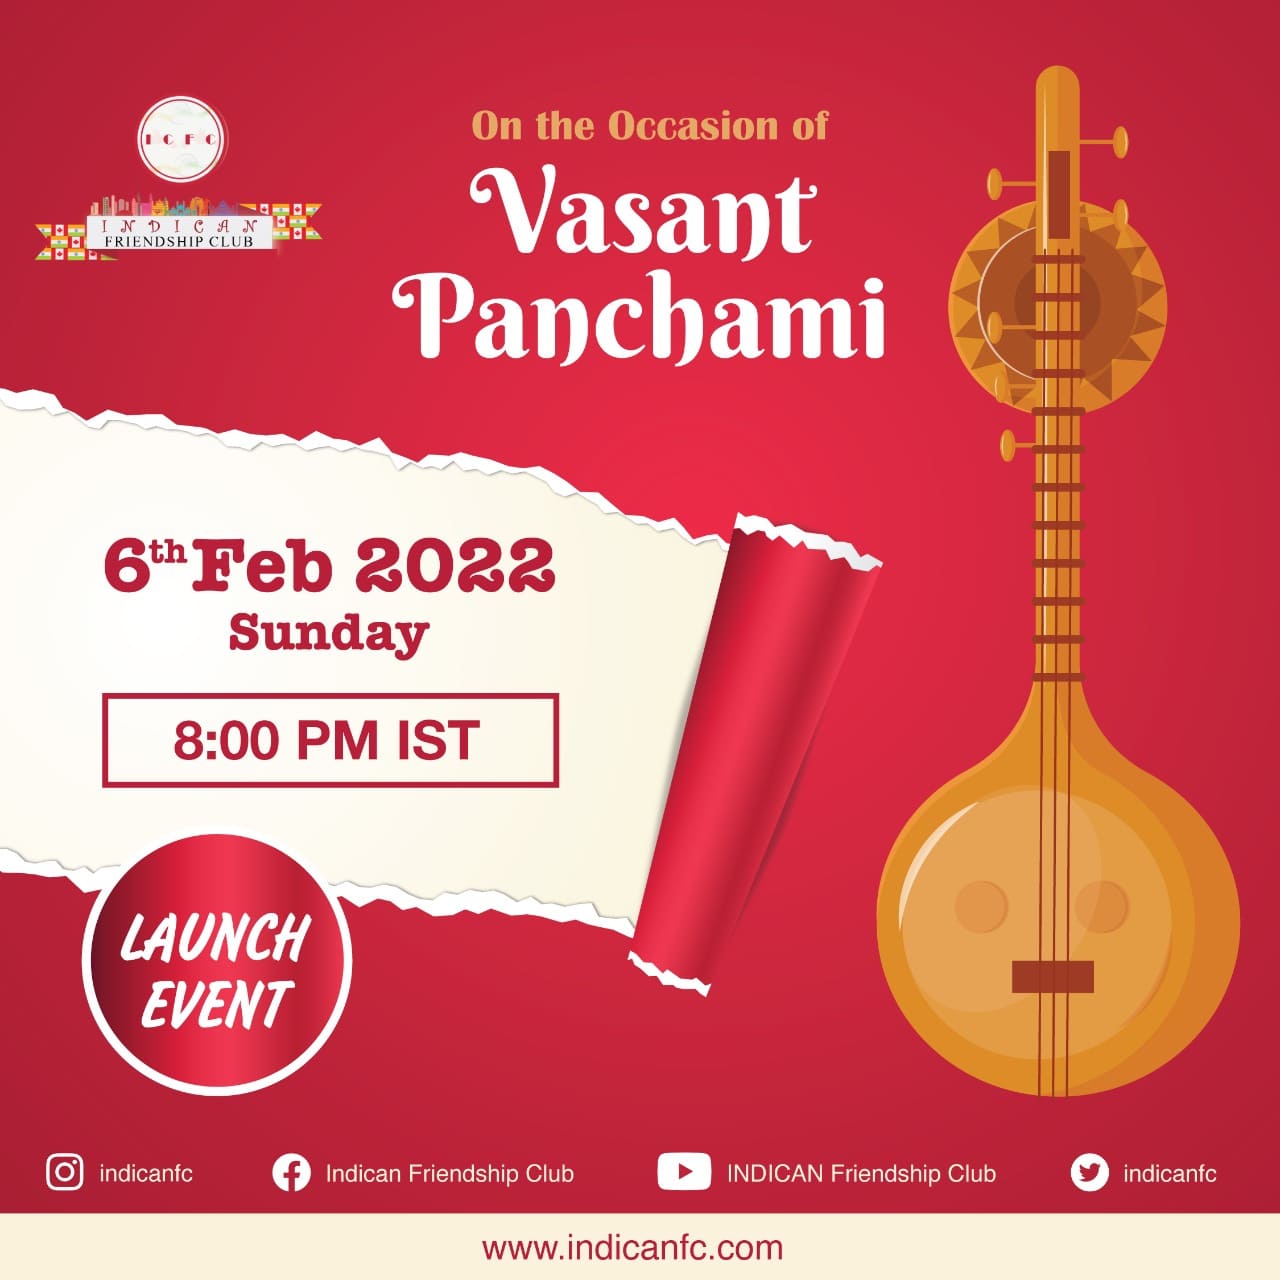 ICFC
INDICAN
FRIENDSHIP CLUB
On the Occasion of
Vasant
Panchami
6th Feb 2022
Sunday
8:00 PM IST
LAUNCH
EVENT
indicanfc
Indican Friendship Club
INDICAN Friendship Club
indicanfc
www.indicanfc.com